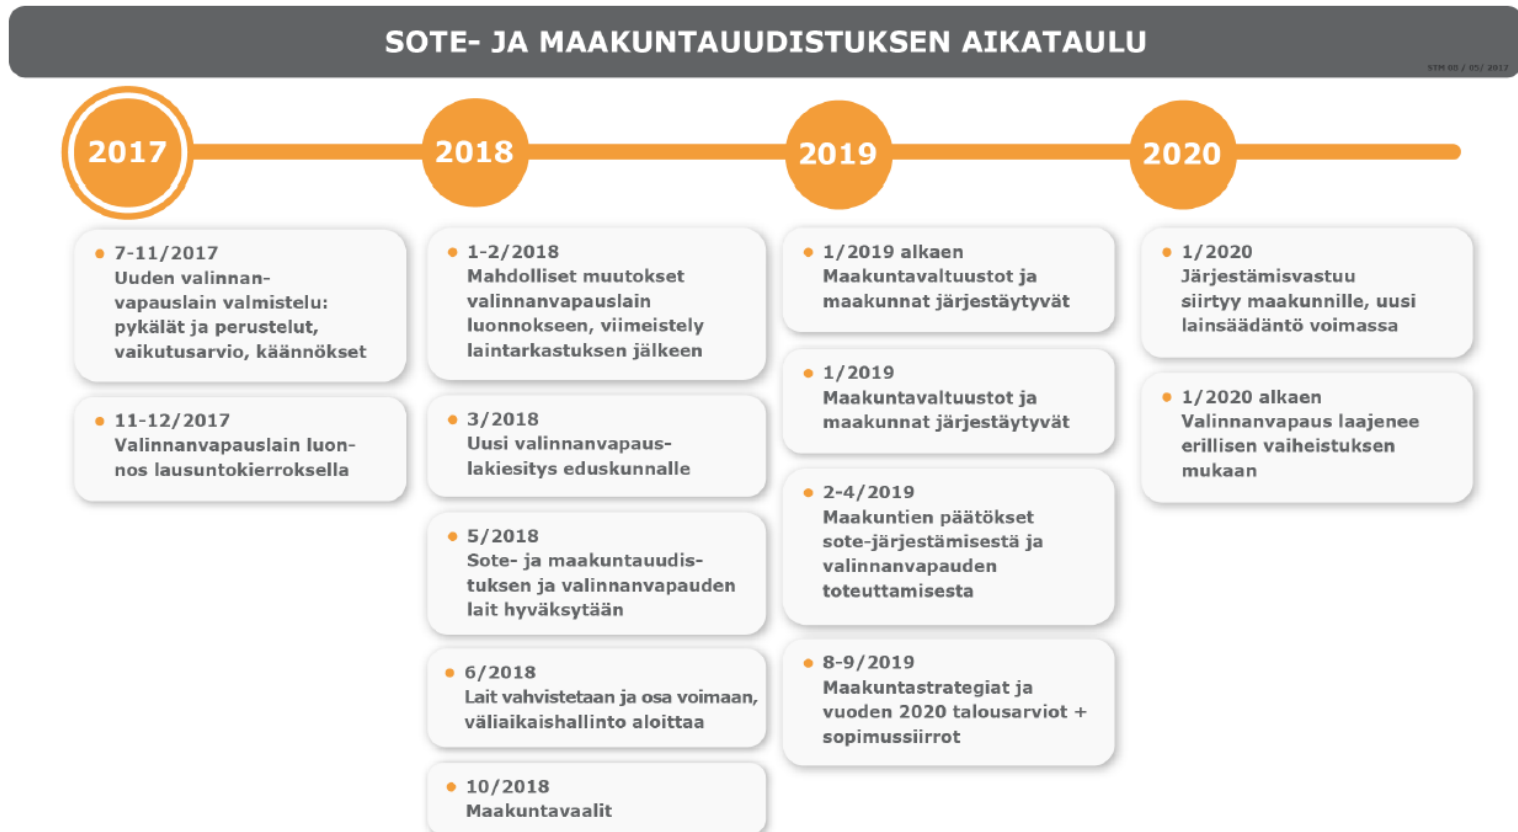 SOTE- JA MAAKUNTAUUDISTUKSEN AIKATAULU
2017
2018
2019
2020
7-11/2017
Uuden valinnan-
vapauslain valmistelu:
pykälät ja perustelut,
vaikutusarvio, käännökset
11-12/2017
Valinnanvapauslain luon-
nos lausuntokierroksella
1-2/2018
Mahdolliset muutokset
valinnanvapauslain
luonnokseen, viimeistely
laintarkastuksen jälkeen
3/2018
Uusi valinnanvapaus-
lakiesitys eduskunnalle
5/2018
Sote- ja maakuntauudis-
tuksen ja valinnanvapauden
lait hyväksytään
6/2018
Lait vahvistetaan ja osa voimaan,
väliaikaishallinto aloittaa
10/2018
Maakuntavaalit
1/2019 alkaen
Maakuntavaltuustot ja
maakunnat järjestäytyvät
1/2019
Maakuntavaltuustot ja
maakunnat järjestäytyvät
2-4/2019
Maakuntien päätökset
sote-järjestämisestä ja
valinnanvapauden
toteuttamisesta
8-9/2019
Maakuntastrategiat ja
vuoden 2020 talousarviot +
sopimussiirrot
1/2020
Järjestämisvastuu
siirtyy maakunnille, uusi
lainsäädäntö voimassa
1/2020 alkaen
Valinnanvapaus laajenee
erillisen vaiheistuksen
mukaan